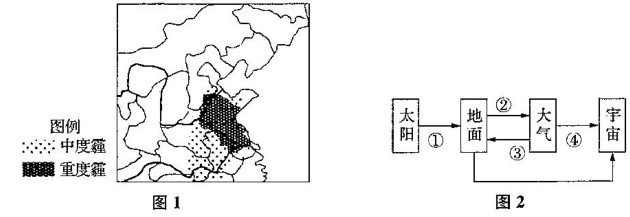 图例
中度霾
重度霾
图1
太阳
①
地面
②
③
大气
④
宇宙
图2